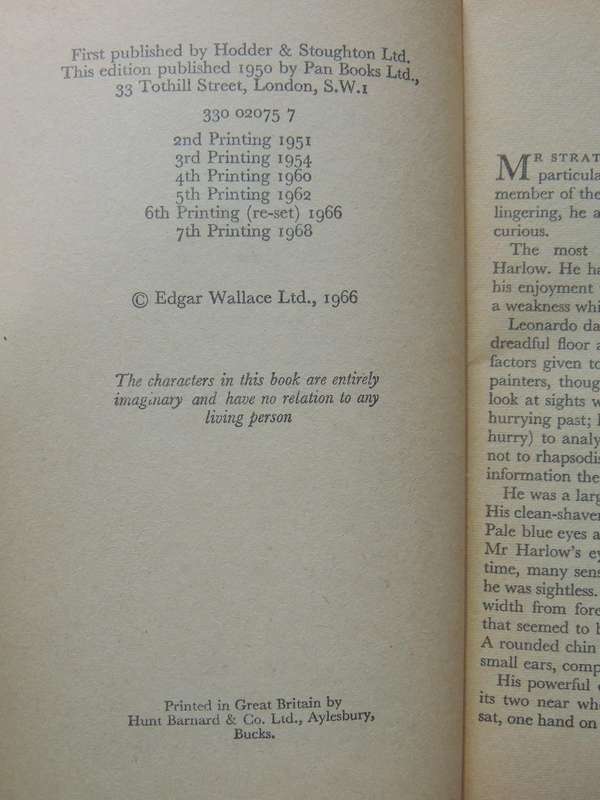 First published by Hodder & Stoughton Ltd.
This edition published 1950 by Pan Books Ltd.,
33 Tothill Street, London, S.W.1
330 02075 7
2nd Printing 1951
3rd Printing 1954
4th Printing 1960
5th Printing 1962
6th Printing (re-set) 1966
7th Printing 1968
© Edgar Wallace Ltd., 1966
The characters in this book are entirely
imaginary and have no relation to any
living person
Printed in Great Britain by
Hunt Barnard & Co. Ltd., Aylesbury,
Bucks.
MR STRAT
particula
member of the
lingering, he a
curious.
The most
Harlow. He ha
his enjoyment
a weakness whi
Leonardo da
dreadful floor a
factors given to
painters, thoug
look at sights w
hurrying past;
hurry) to analy
not to rhapsodis
information the
He was a larg
His clean-shaven
Pale blue eyes a
Mr Harlow's ey
time, many sens
he was sightless.
width from fore
that seemed to b
A rounded chin
small ears, comp
His powerful
its two near whe
sat, one hand on